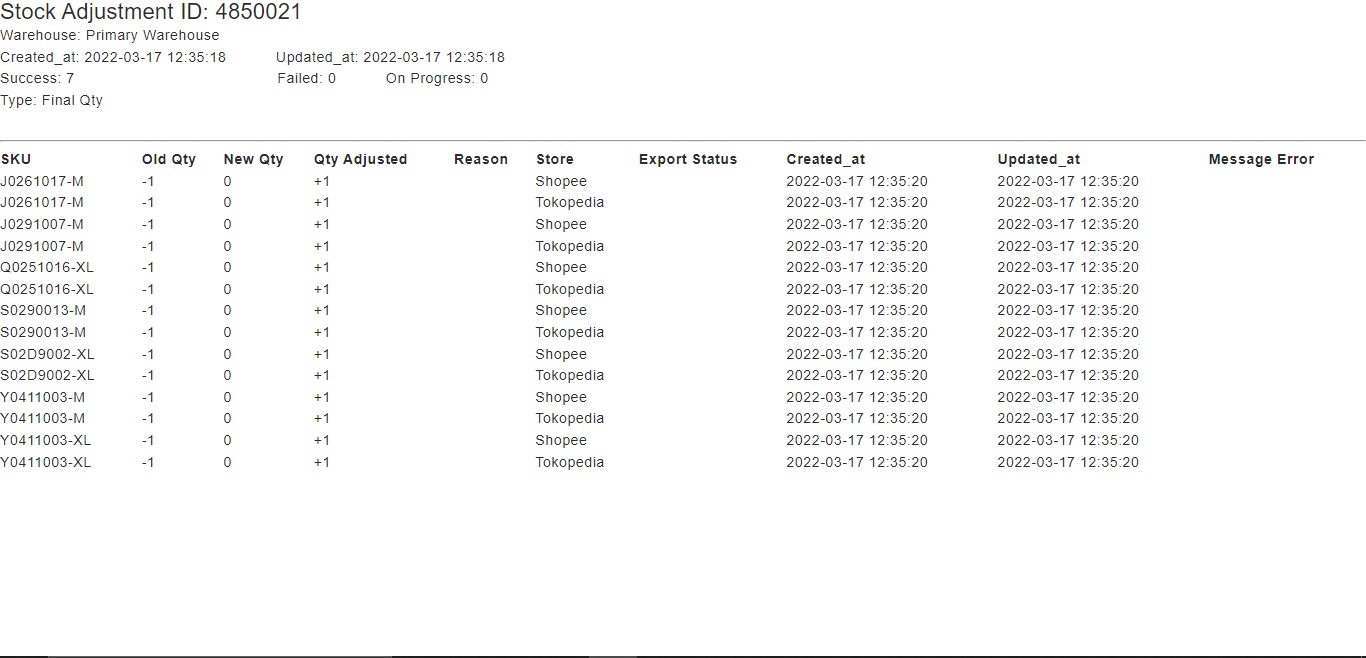 Stock Adjustment ID: 4850021
Warehouse: Primary Warehouse
Created_at: 2022-03-17 12:35:18 Updated_at: 2022-03-17 12:35:18
Success: 7 Failed: 0 On Progress: 0
Type: Final Qty
SKU Old Qty New Qty Qty Adjusted Reason Store Export Status Created_at Updated_at Message Error
J0261017-M -1 0 +1 Shopee 2022-03-17 12:35:20 2022-03-17 12:35:20
J0261017-M -1 0 +1 Tokopedia 2022-03-17 12:35:20 2022-03-17 12:35:20
J0291007-M -1 0 +1 Shopee 2022-03-17 12:35:20 2022-03-17 12:35:20
J0291007-M -1 0 +1 Tokopedia 2022-03-17 12:35:20 2022-03-17 12:35:20
Q0251016-XL -1 0 +1 Shopee 2022-03-17 12:35:20 2022-03-17 12:35:20
Q0251016-XL -1 0 +1 Tokopedia 2022-03-17 12:35:20 2022-03-17 12:35:20
S0290013-M -1 0 +1 Shopee 2022-03-17 12:35:20 2022-03-17 12:35:20
S0290013-M -1 0 +1 Tokopedia 2022-03-17 12:35:20 2022-03-17 12:35:20
S02D9002-XL -1 0 +1 Shopee 2022-03-17 12:35:20 2022-03-17 12:35:20
S02D9002-XL -1 0 +1 Tokopedia 2022-03-17 12:35:20 2022-03-17 12:35:20
Y0411003-M -1 0 +1 Shopee 2022-03-17 12:35:20 2022-03-17 12:35:20
Y0411003-M -1 0 +1 Tokopedia 2022-03-17 12:35:20 2022-03-17 12:35:20
Y0411003-XL -1 0 +1 Shopee 2022-03-17 12:35:20 2022-03-17 12:35:20
Y0411003-XL -1 0 +1 Tokopedia 2022-03-17 12:35:20 2022-03-17 12:35:20